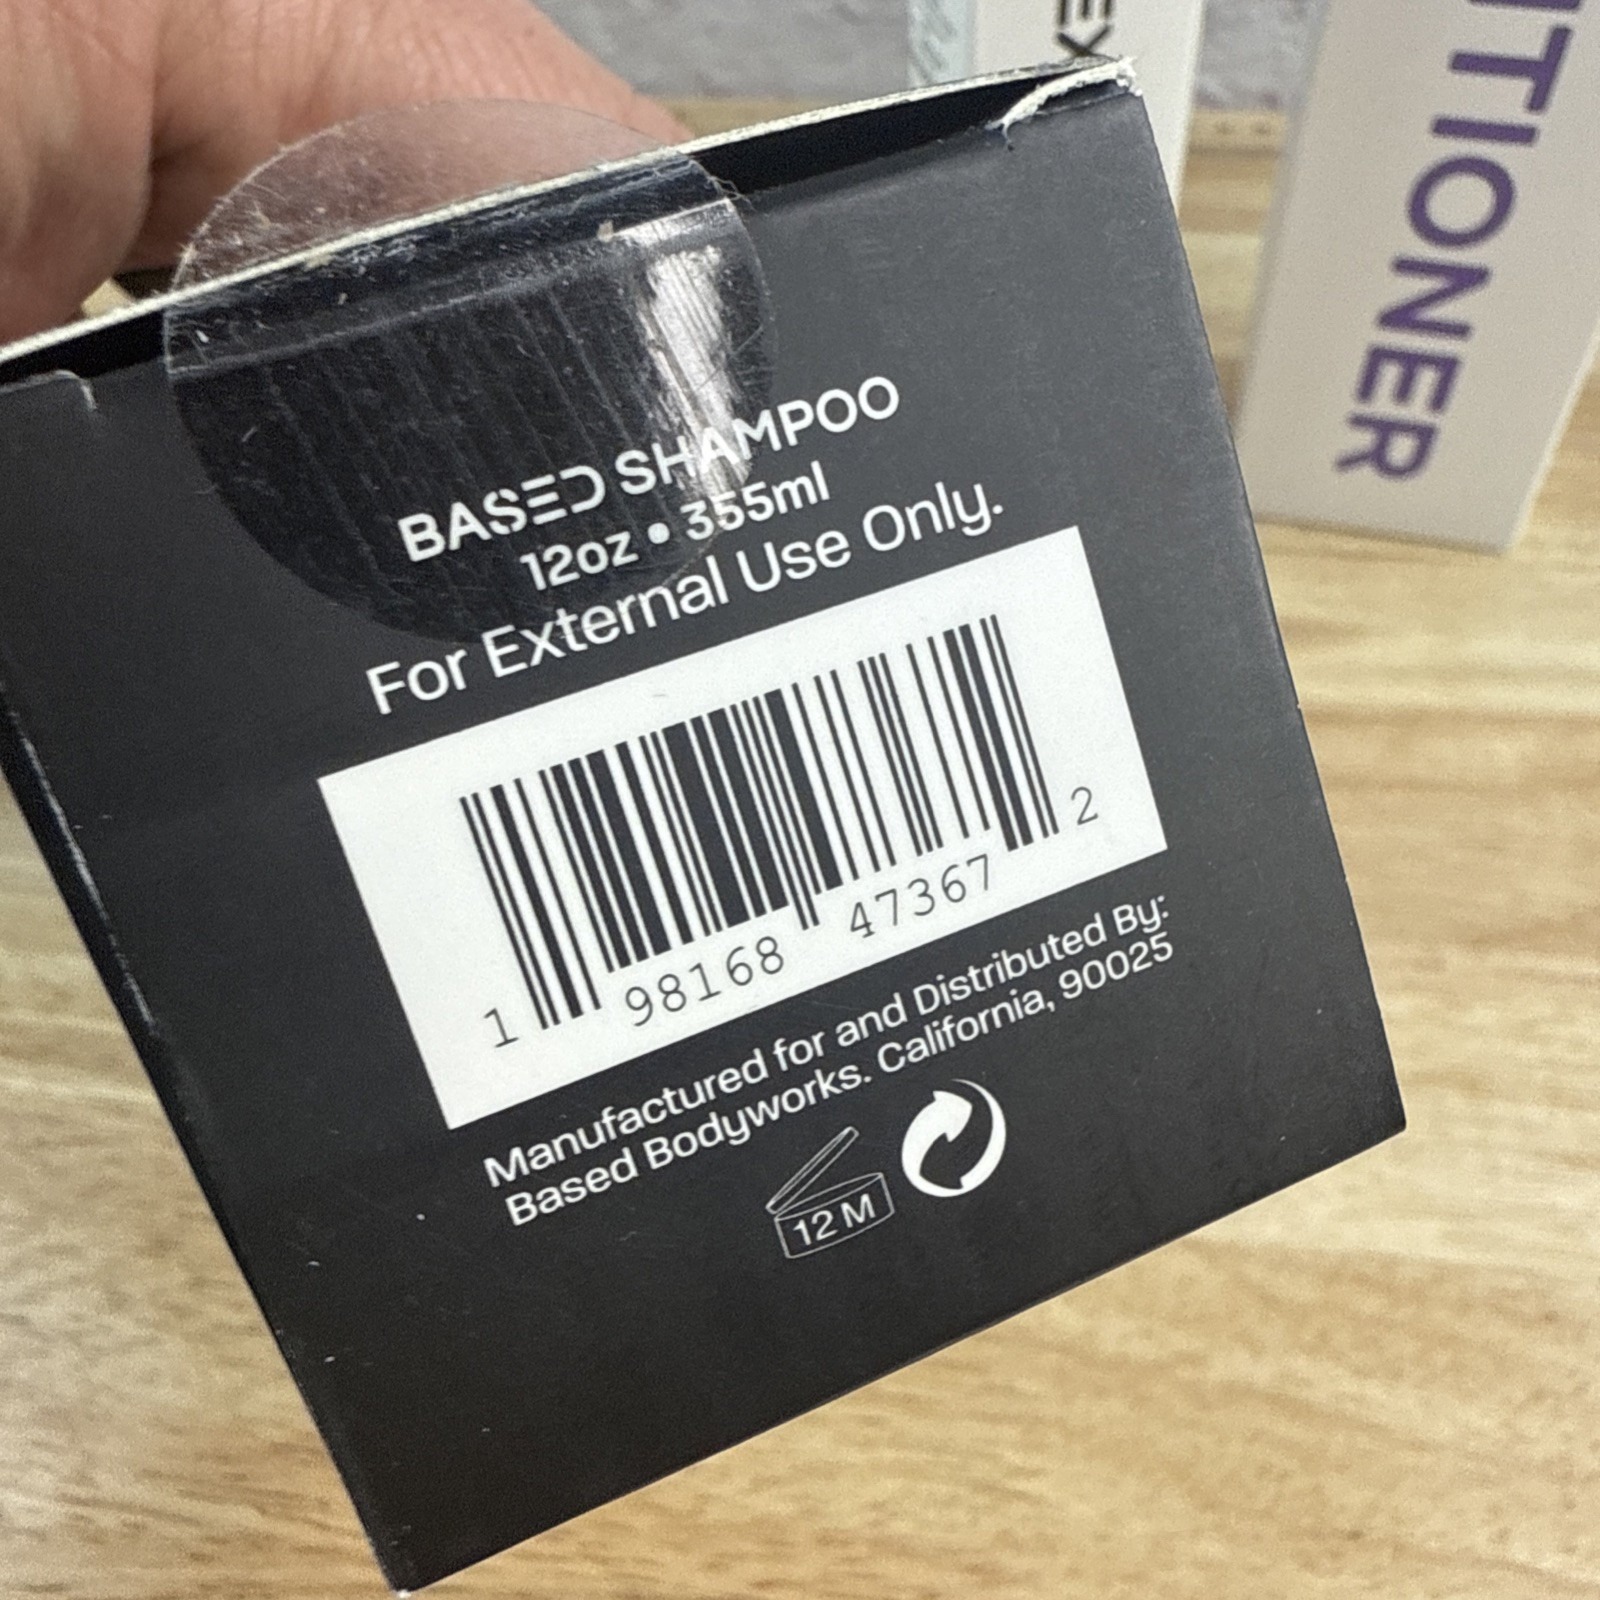 BASED SHAMPOO
12oz • 355ml
For External Use Only.
1 98168 47367 2
Manufactured for and Distributed By:
Based Bodyworks. California, 90025
12 M
TIONER